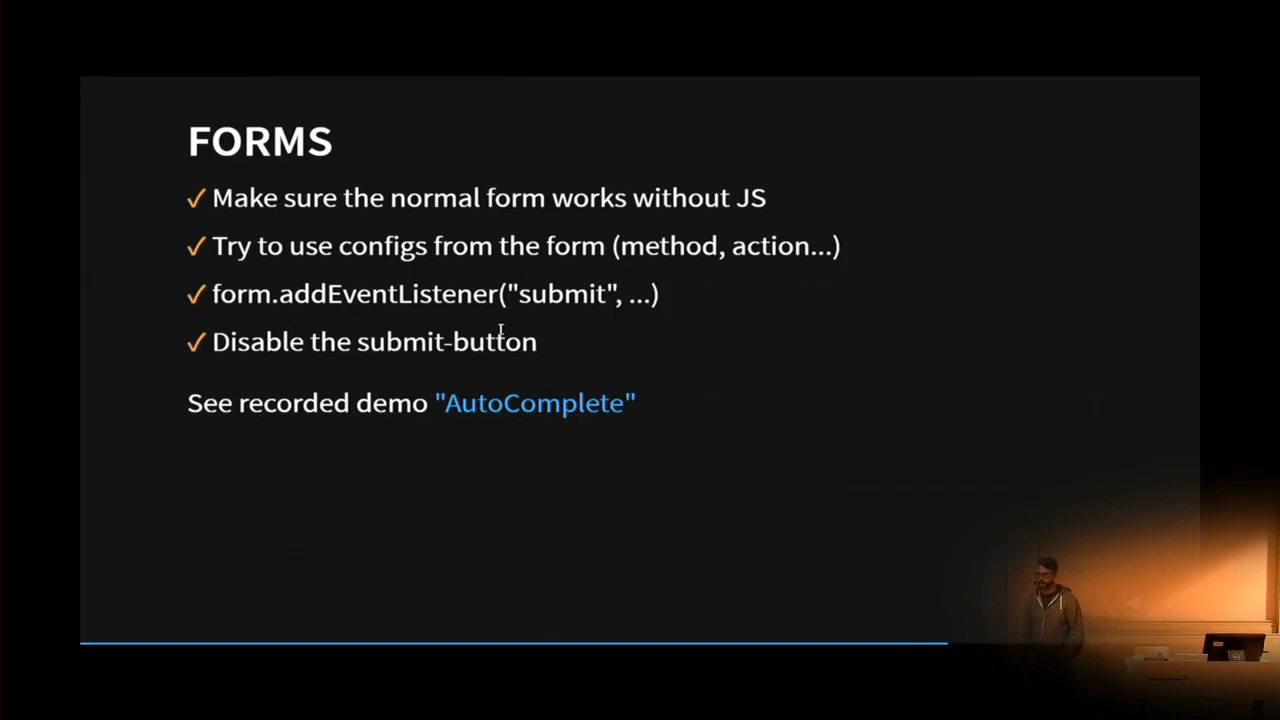 FORMS
✓ Make sure the normal form works without JS
✓ Try to use configs from the form (method, action...)
✓ form.addEventListener("submit", ...)
✓ Disable the submit-button
See recorded demo "AutoComplete"